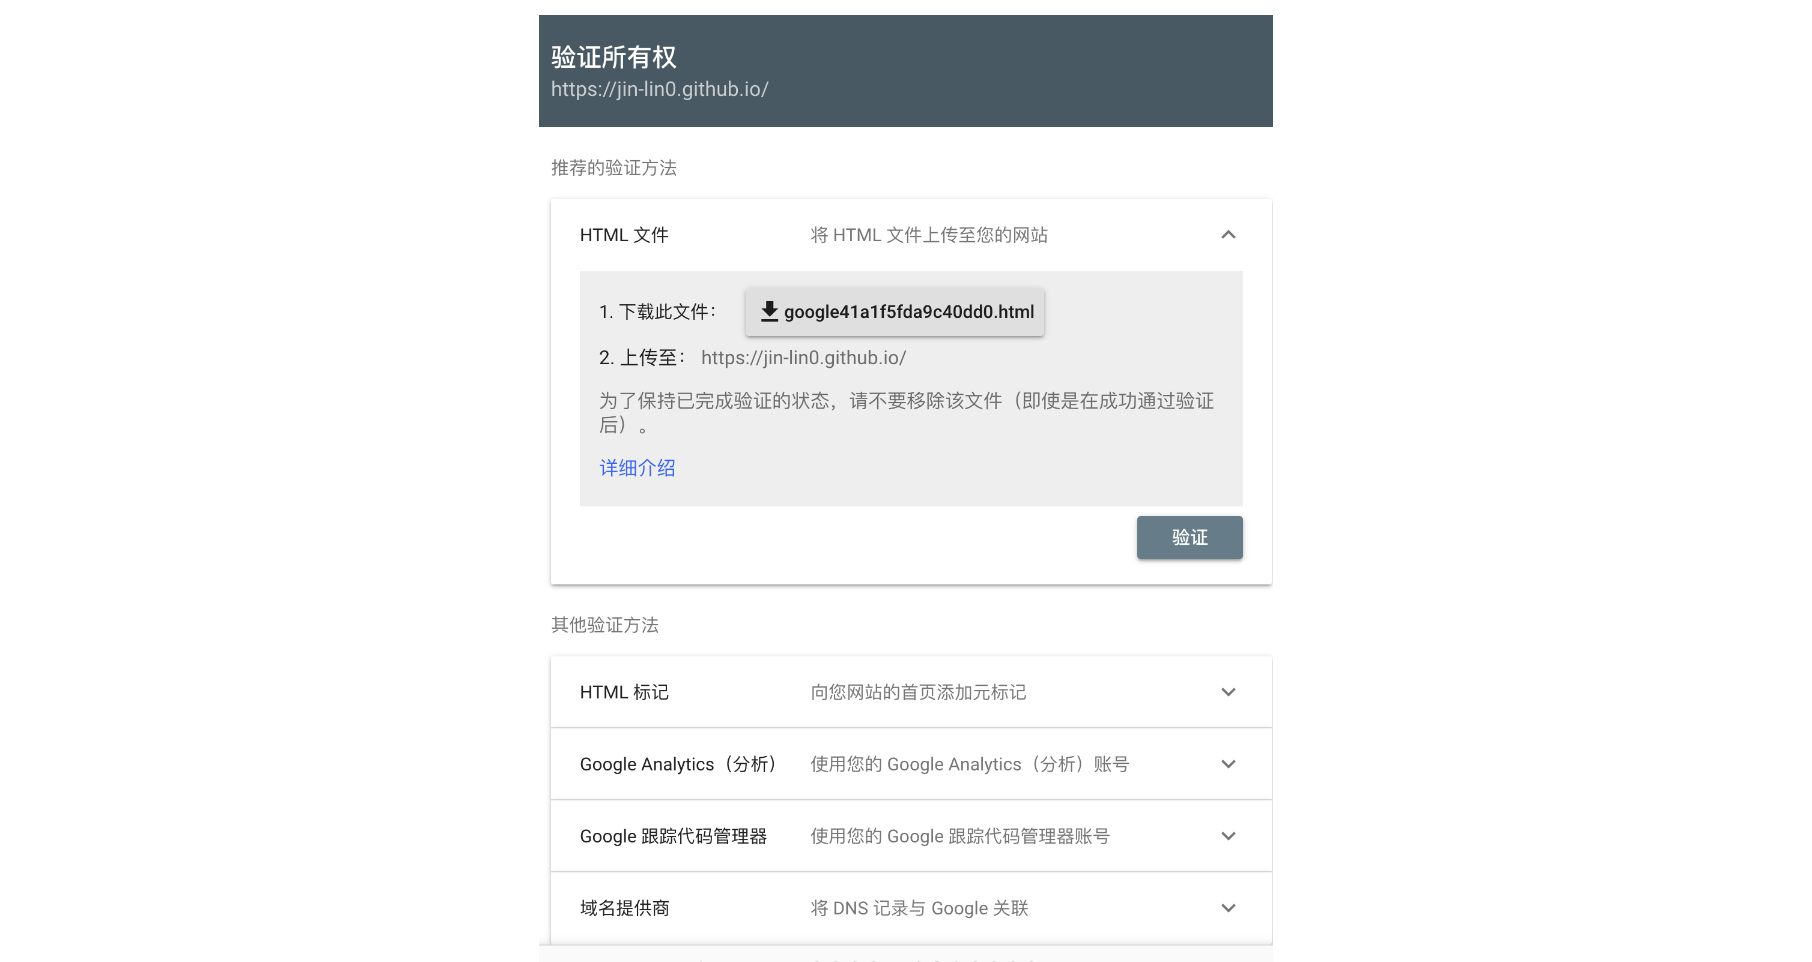 验证所有权
https://jin-lin0.github.io/
推荐的验证方法
HTML 文件 将 HTML 文件上传至您的网站
1. 下载此文件： google41a1f5fda9c40dd0.html
2. 上传至： https://jin-lin0.github.io/
为了保持已完成验证的状态，请不要移除该文件（即使是在成功通过验证
后）。
详细介绍
验证
其他验证方法
HTML 标记 向您网站的首页添加元标记
Google Analytics（分析） 使用您的 Google Analytics（分析）账号
Google 跟踪代码管理器 使用您的 Google 跟踪代码管理器账号
域名提供商 将 DNS 记录与 Google 关联